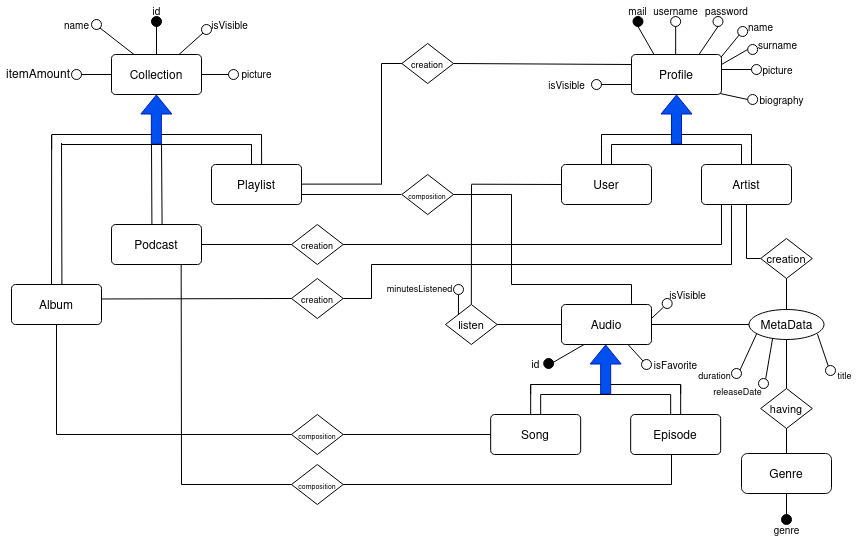 id
name
isVisible
itemAmount
Collection
picture
creation
mail
username
password
name
surname
Profile
picture
isVisible
biography
Playlist
composition
User
Artist
Podcast
creation
creation
Album
creation
minutesListened
isVisible
listen
Audio
MetaData
id
isFavorite
duration
releaseDate
title
having
composition
Song
Episode
composition
Genre
genre